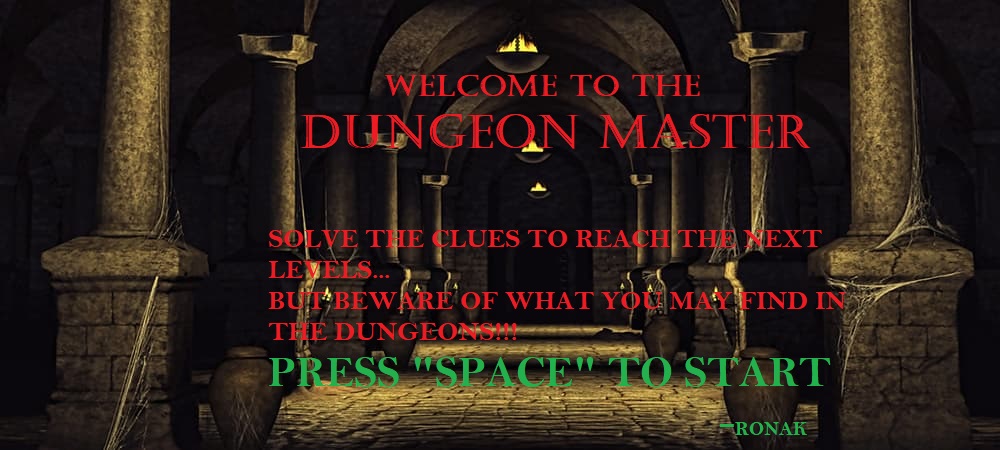 WELCOME TO THE
DUNGEON MASTER
SOLVE THE CLUES TO REACH THE NEXT
LEVELS...
BUT BEWARE OF WHAT YOU MAY FIND IN
THE DUNGEONS!!!
PRESS "SPACE" TO START
-RONAK